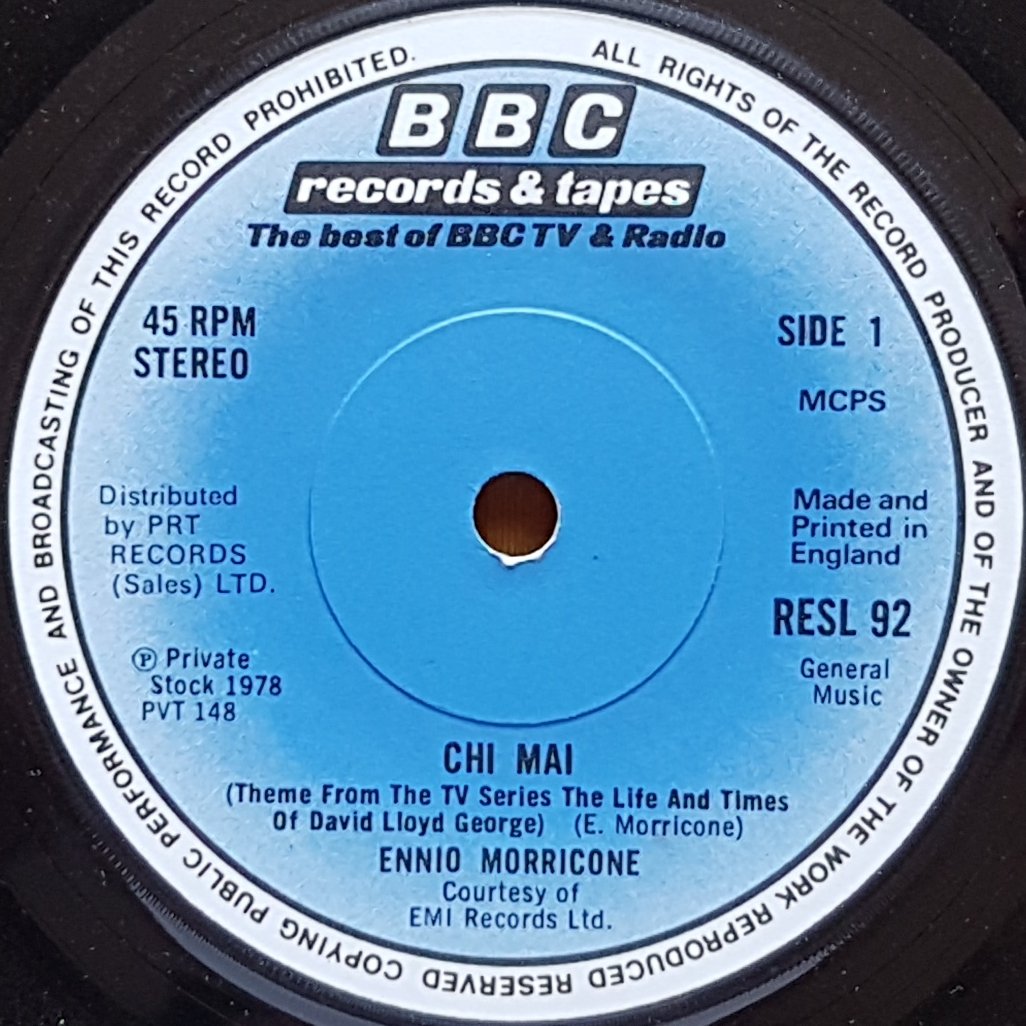 ALL RIGHTS OF THE RECORD PRODUCER AND OF THE OWNER OF THE WORK REPRODUCED RESERVED COPYING PUBLIC PERFORMANCE AND BROADCASTING OF THIS RECORD PROHIBITED.
BBC
records & tapes
The best of BBC TV & Radio
45 RPM
STEREO
SIDE 1
MCPS
Distributed
by PRT
RECORDS
(Sales) LTD.
Made and
Printed in
England
RESL 92
℗ Private
Stock 1978
PVT 148
General
Music
CHI MAI
(Theme From The TV Series The Life And Times
Of David Lloyd George) (E. Morricone)
ENNIO MORRICONE
Courtesy of
EMI Records Ltd.